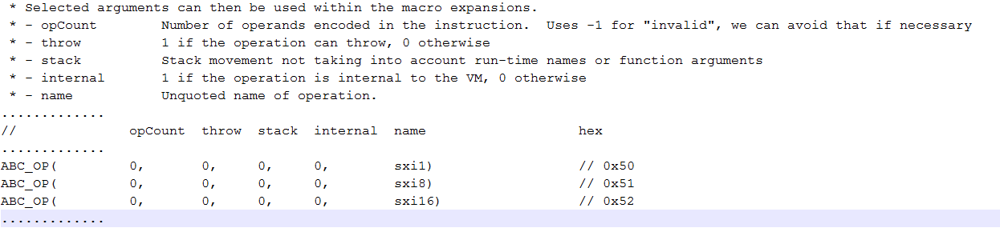 * Selected arguments can then be used within the macro expansions.
* - opCount Number of operands encoded in the instruction. Uses -1 for "invalid", we can avoid that if necessary
* - throw 1 if the operation can throw, 0 otherwise
* - stack Stack movement not taking into account run-time names or function arguments
* - internal 1 if the operation is internal to the VM, 0 otherwise
* - name Unquoted name of operation.
.............
// opCount throw stack internal name hex
.............
ABC_OP( 0, 0, 0, 0, sxi1) // 0x50
ABC_OP( 0, 0, 0, 0, sxi8) // 0x51
ABC_OP( 0, 0, 0, 0, sxi16) // 0x52
.............